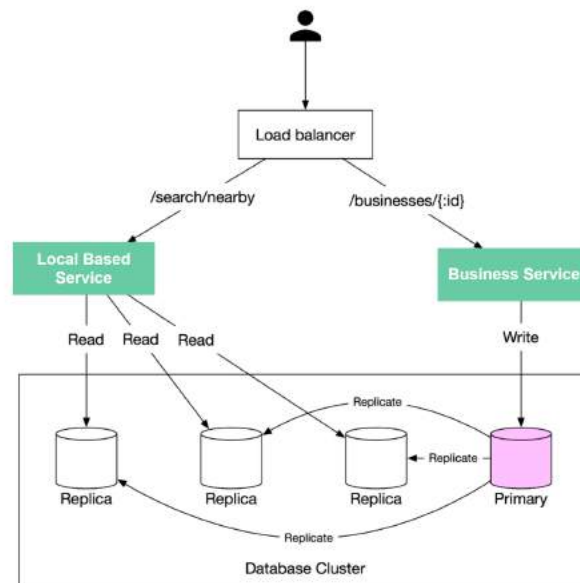 Load balancer
/search/nearby
/businesses/{:id}
Local Based
Service
Business Service
Read
Read
Read
Write
Replicate
Replicate
Replica
Replica
Replica
Primary
Replicate
Database Cluster